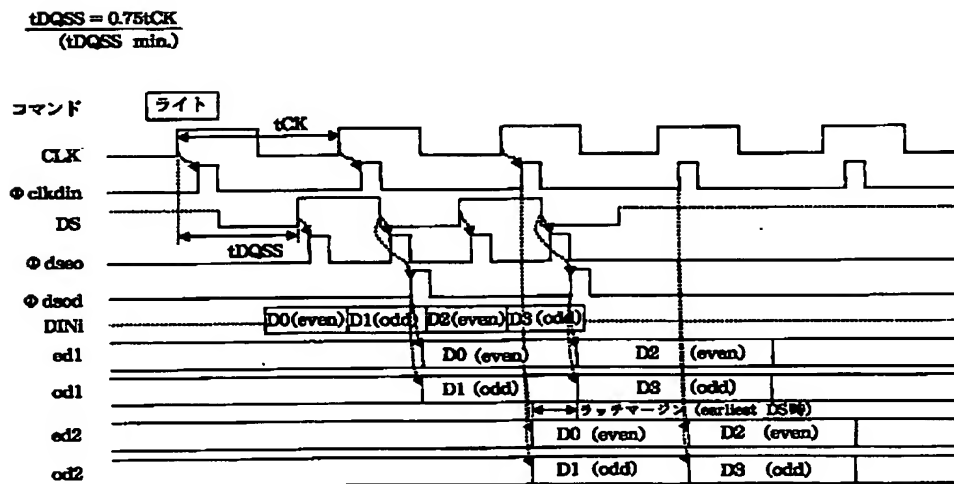 tDQSS = 0.75tCK
(tDQSS min.)
コマンド
ライト
tCK
CLK
Φ clkdin
DS
tDQSS
Φ dseo
Φ dsod
DINi
D0(even) D1(odd) D2(even) D3(odd)
ed1
D0 (even) D2 (even)
od1
D1 (odd) D3 (odd)
ラッチマージン (earliest DS時)
ed2
D0 (even) D2 (even)
od2
D1 (odd) D3 (odd)